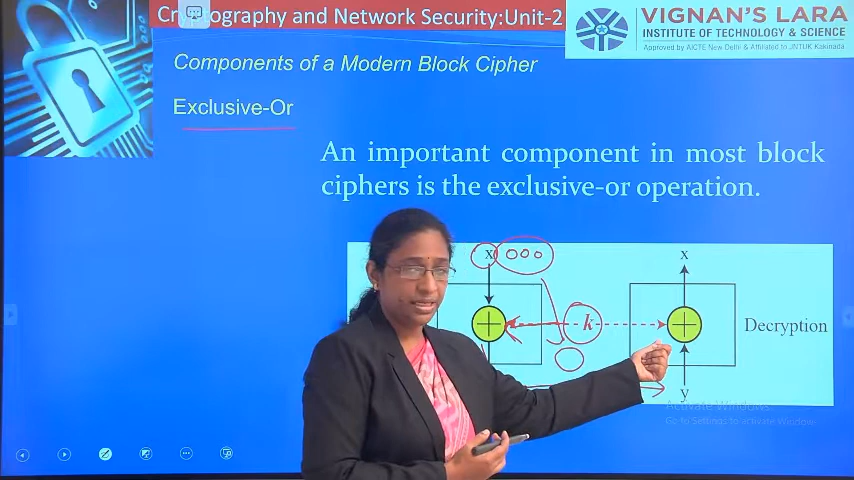 Cryptography and Network Security:Unit-2
VIGNAN'S LARA
INSTITUTE OF TECHNOLOGY & SCIENCE
Approved by AICTE New Delhi & Affiliated to JNTUK Kakinada
Components of a Modern Block Cipher
Exclusive-Or
An important component in most block
ciphers is the exclusive-or operation.
x 000 x
+ k + Decryption
y
Activate Windows
Go to Settings to activate Windows.